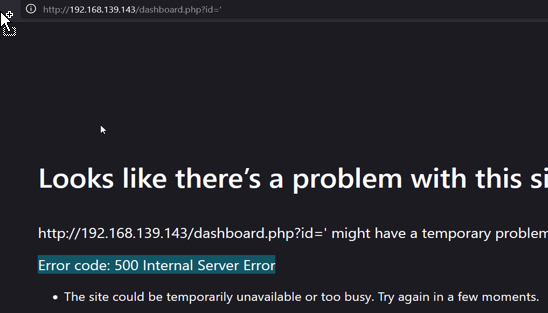 http://192.168.139.143/dashboard.php?id='
Looks like there’s a problem with this si
http://192.168.139.143/dashboard.php?id=' might have a temporary problem
Error code: 500 Internal Server Error
The site could be temporarily unavailable or too busy. Try again in a few moments.